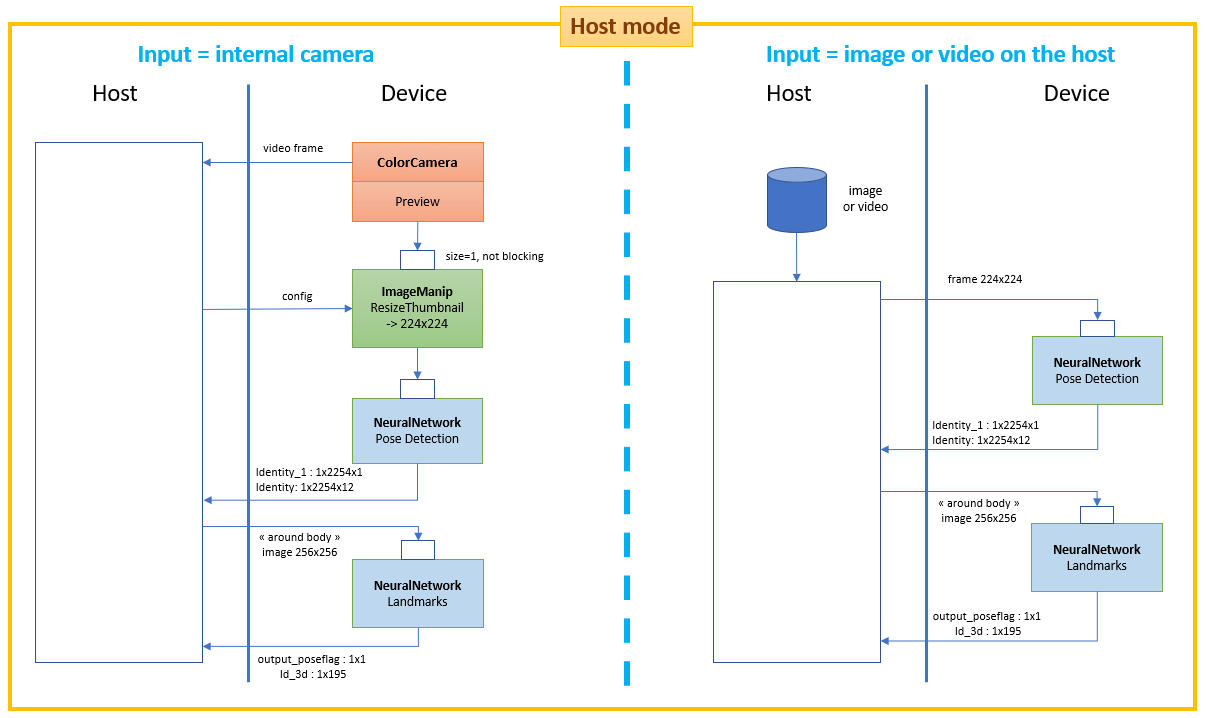 Host mode
Input = internal camera
Host
Device
video frame
ColorCamera
Preview
size=1, not blocking
config
ImageManip
ResizeThumbnail
-> 224x224
NeuralNetwork
Pose Detection
Identity_1 : 1x2254x1
Identity: 1x2254x12
« around body »
image 256x256
NeuralNetwork
Landmarks
output_poseflag : 1x1
ld_3d : 1x195
Input = image or video on the host
Host
Device
image
or video
frame 224x224
NeuralNetwork
Pose Detection
Identity_1 : 1x2254x1
Identity: 1x2254x12
« around body »
image 256x256
NeuralNetwork
Landmarks
output_poseflag : 1x1
ld_3d : 1x195